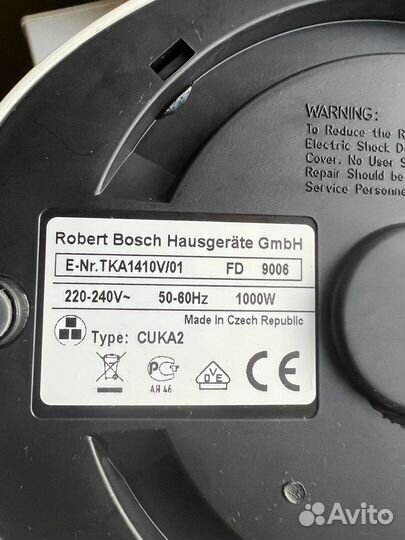 WARNING:
To Reduce the R
Electric Shock Do
Cover. No User S
Repair Should be
Service Personne
Robert Bosch Hausgeräte GmbH
E-Nr.TKA1410V/01 FD 9006
220-240V~ 50-60Hz 1000W
Made in Czech Republic
Type: CUKA2
АЯ 46
VDE
CE
Avito